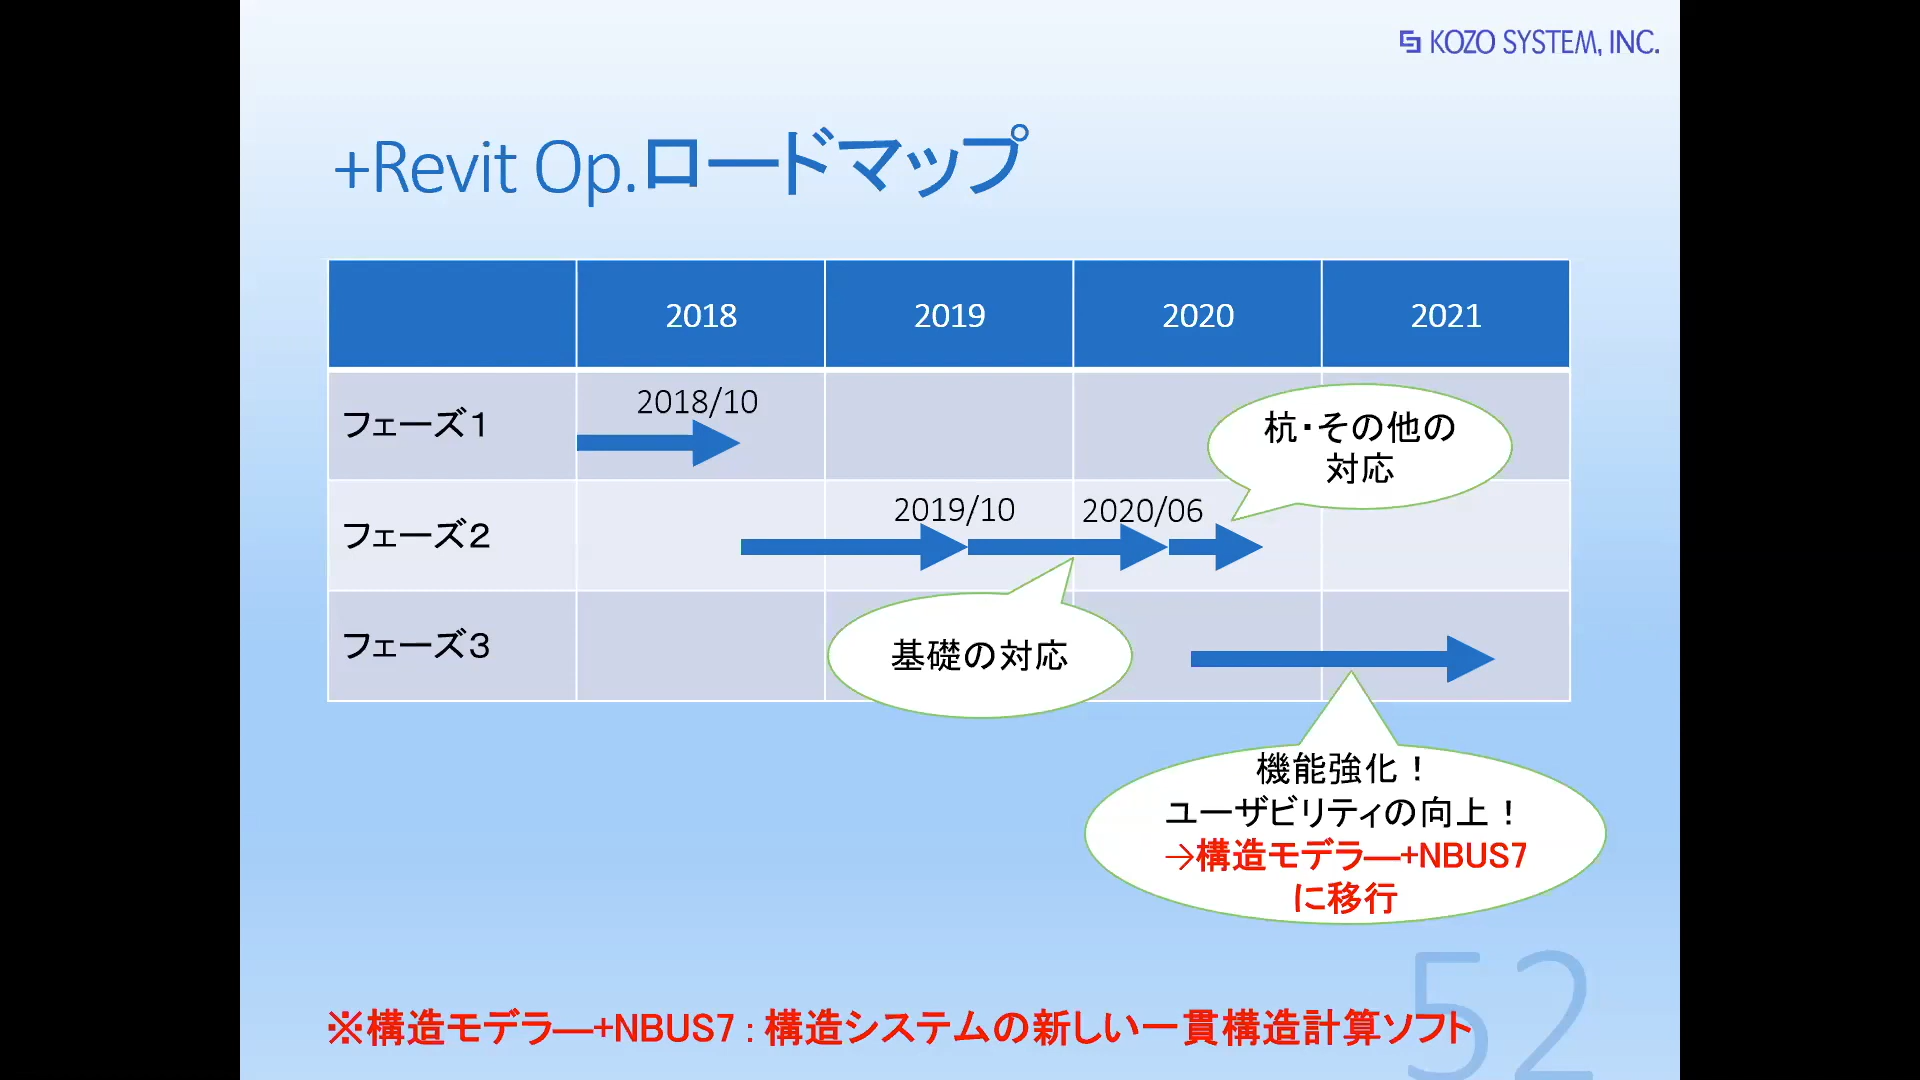 KOZO SYSTEM, INC.
+Revit Op.ロードマップ
2018
2019
2020
2021
フェーズ1
2018/10
杭・その他の
対応
フェーズ2
2019/10
2020/06
フェーズ3
基礎の対応
機能強化！
ユーザビリティの向上！
→構造モデラ―+NBUS7
に移行
52
※構造モデラ―+NBUS7：構造システムの新しい一貫構造計算ソフト